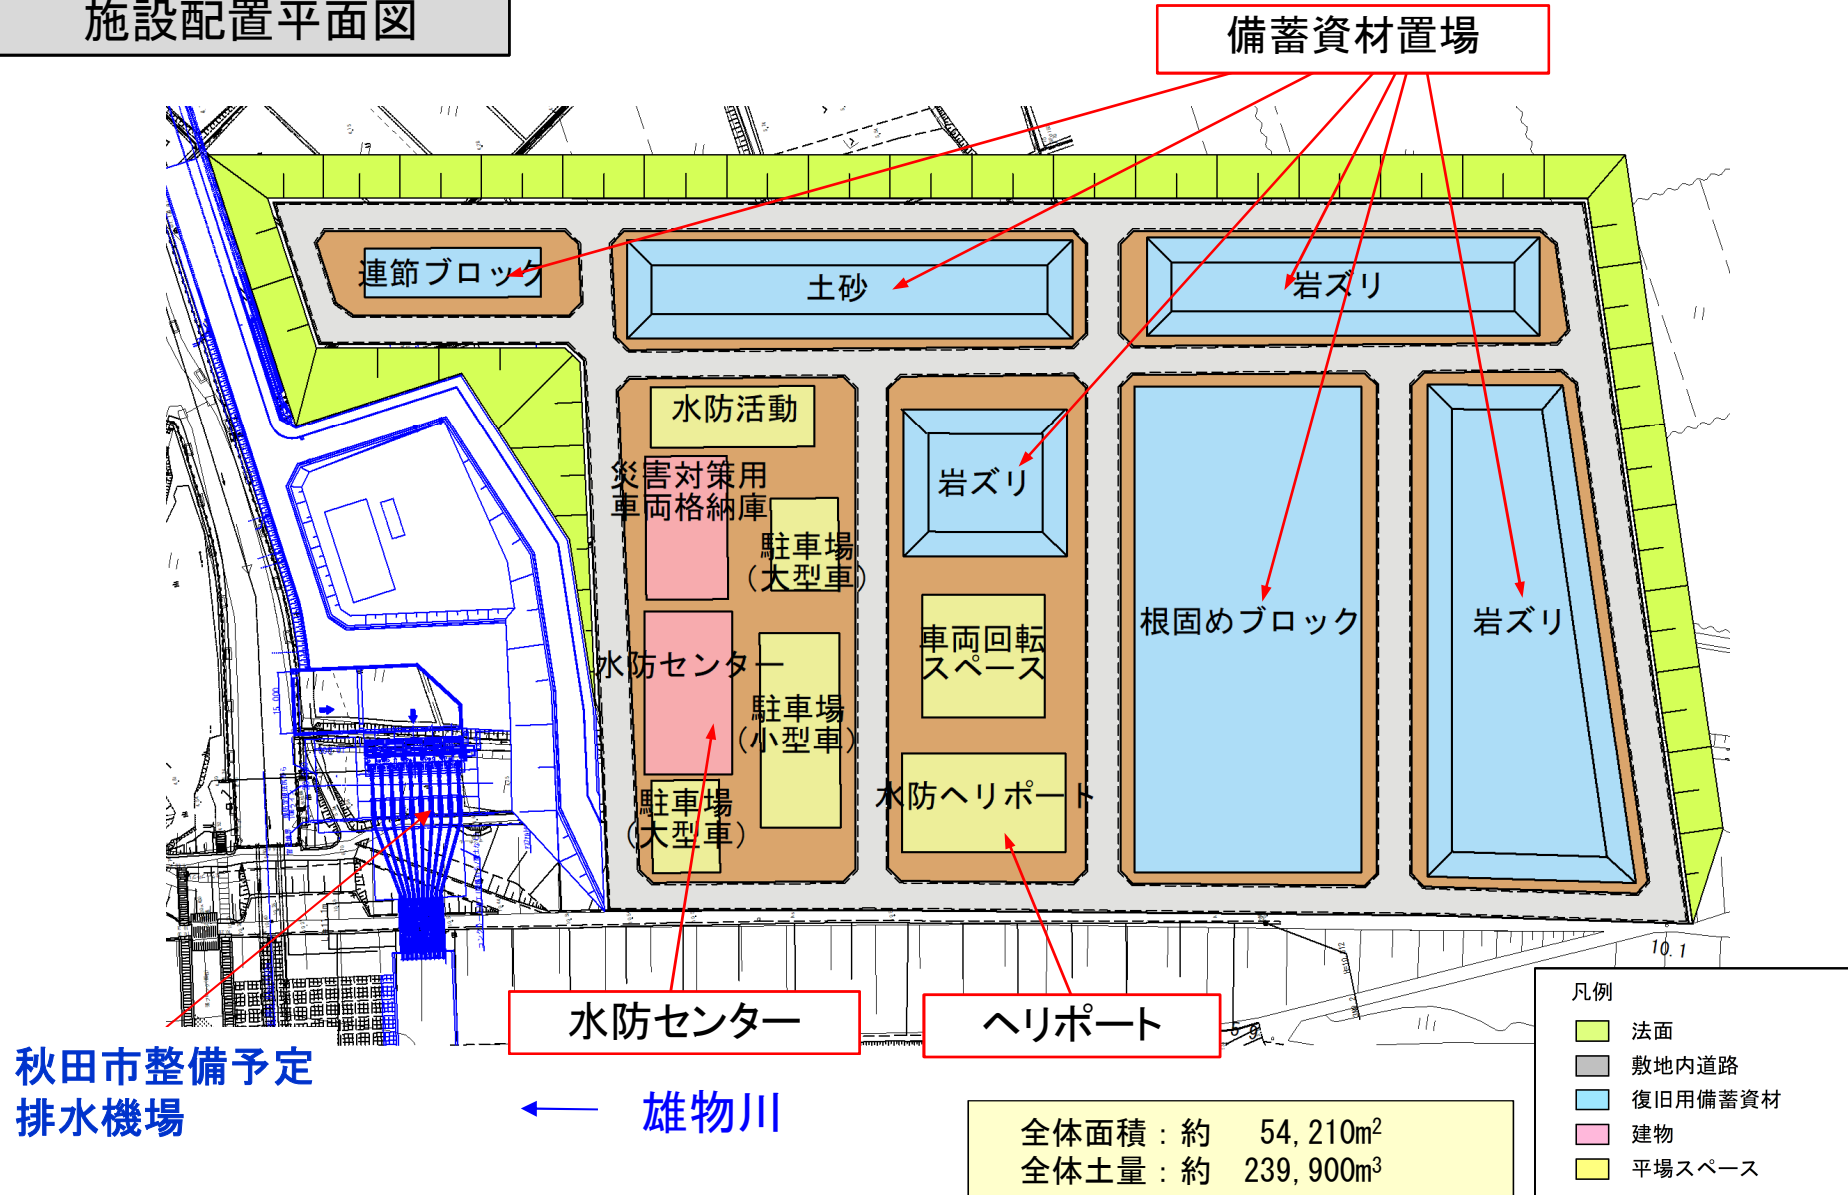 施設配置平面図
備蓄資材置場
連節ブロック
土砂
岩ズリ
水防活動
災害対策用
車両格納庫
駐車場
（大型車）
岩ズリ
水防センター
駐車場
（小型車）
車両回転
スペース
根固めブロック
岩ズリ
駐車場
（大型車）
水防ヘリポート
15.000
10.1
水防センター
ヘリポート
秋田市整備予定
排水機場
雄物川
全体面積：約 54,210m²
全体土量：約 239,900m³
凡例
法面
敷地内道路
復旧用備蓄資材
建物
平場スペース